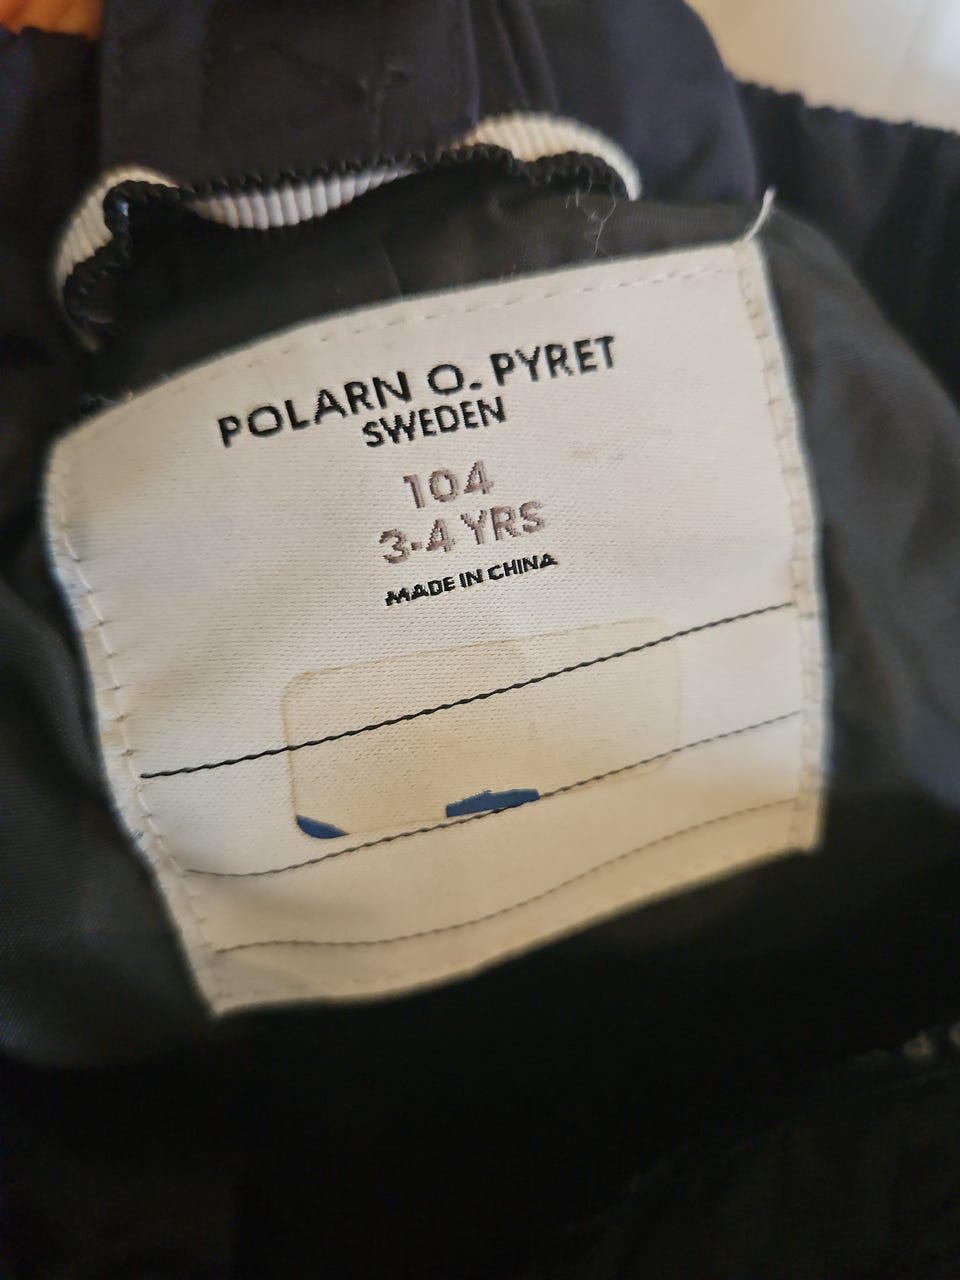 POLARN O. PYRET
SWEDEN
104
3-4 YRS
MADE IN CHINA